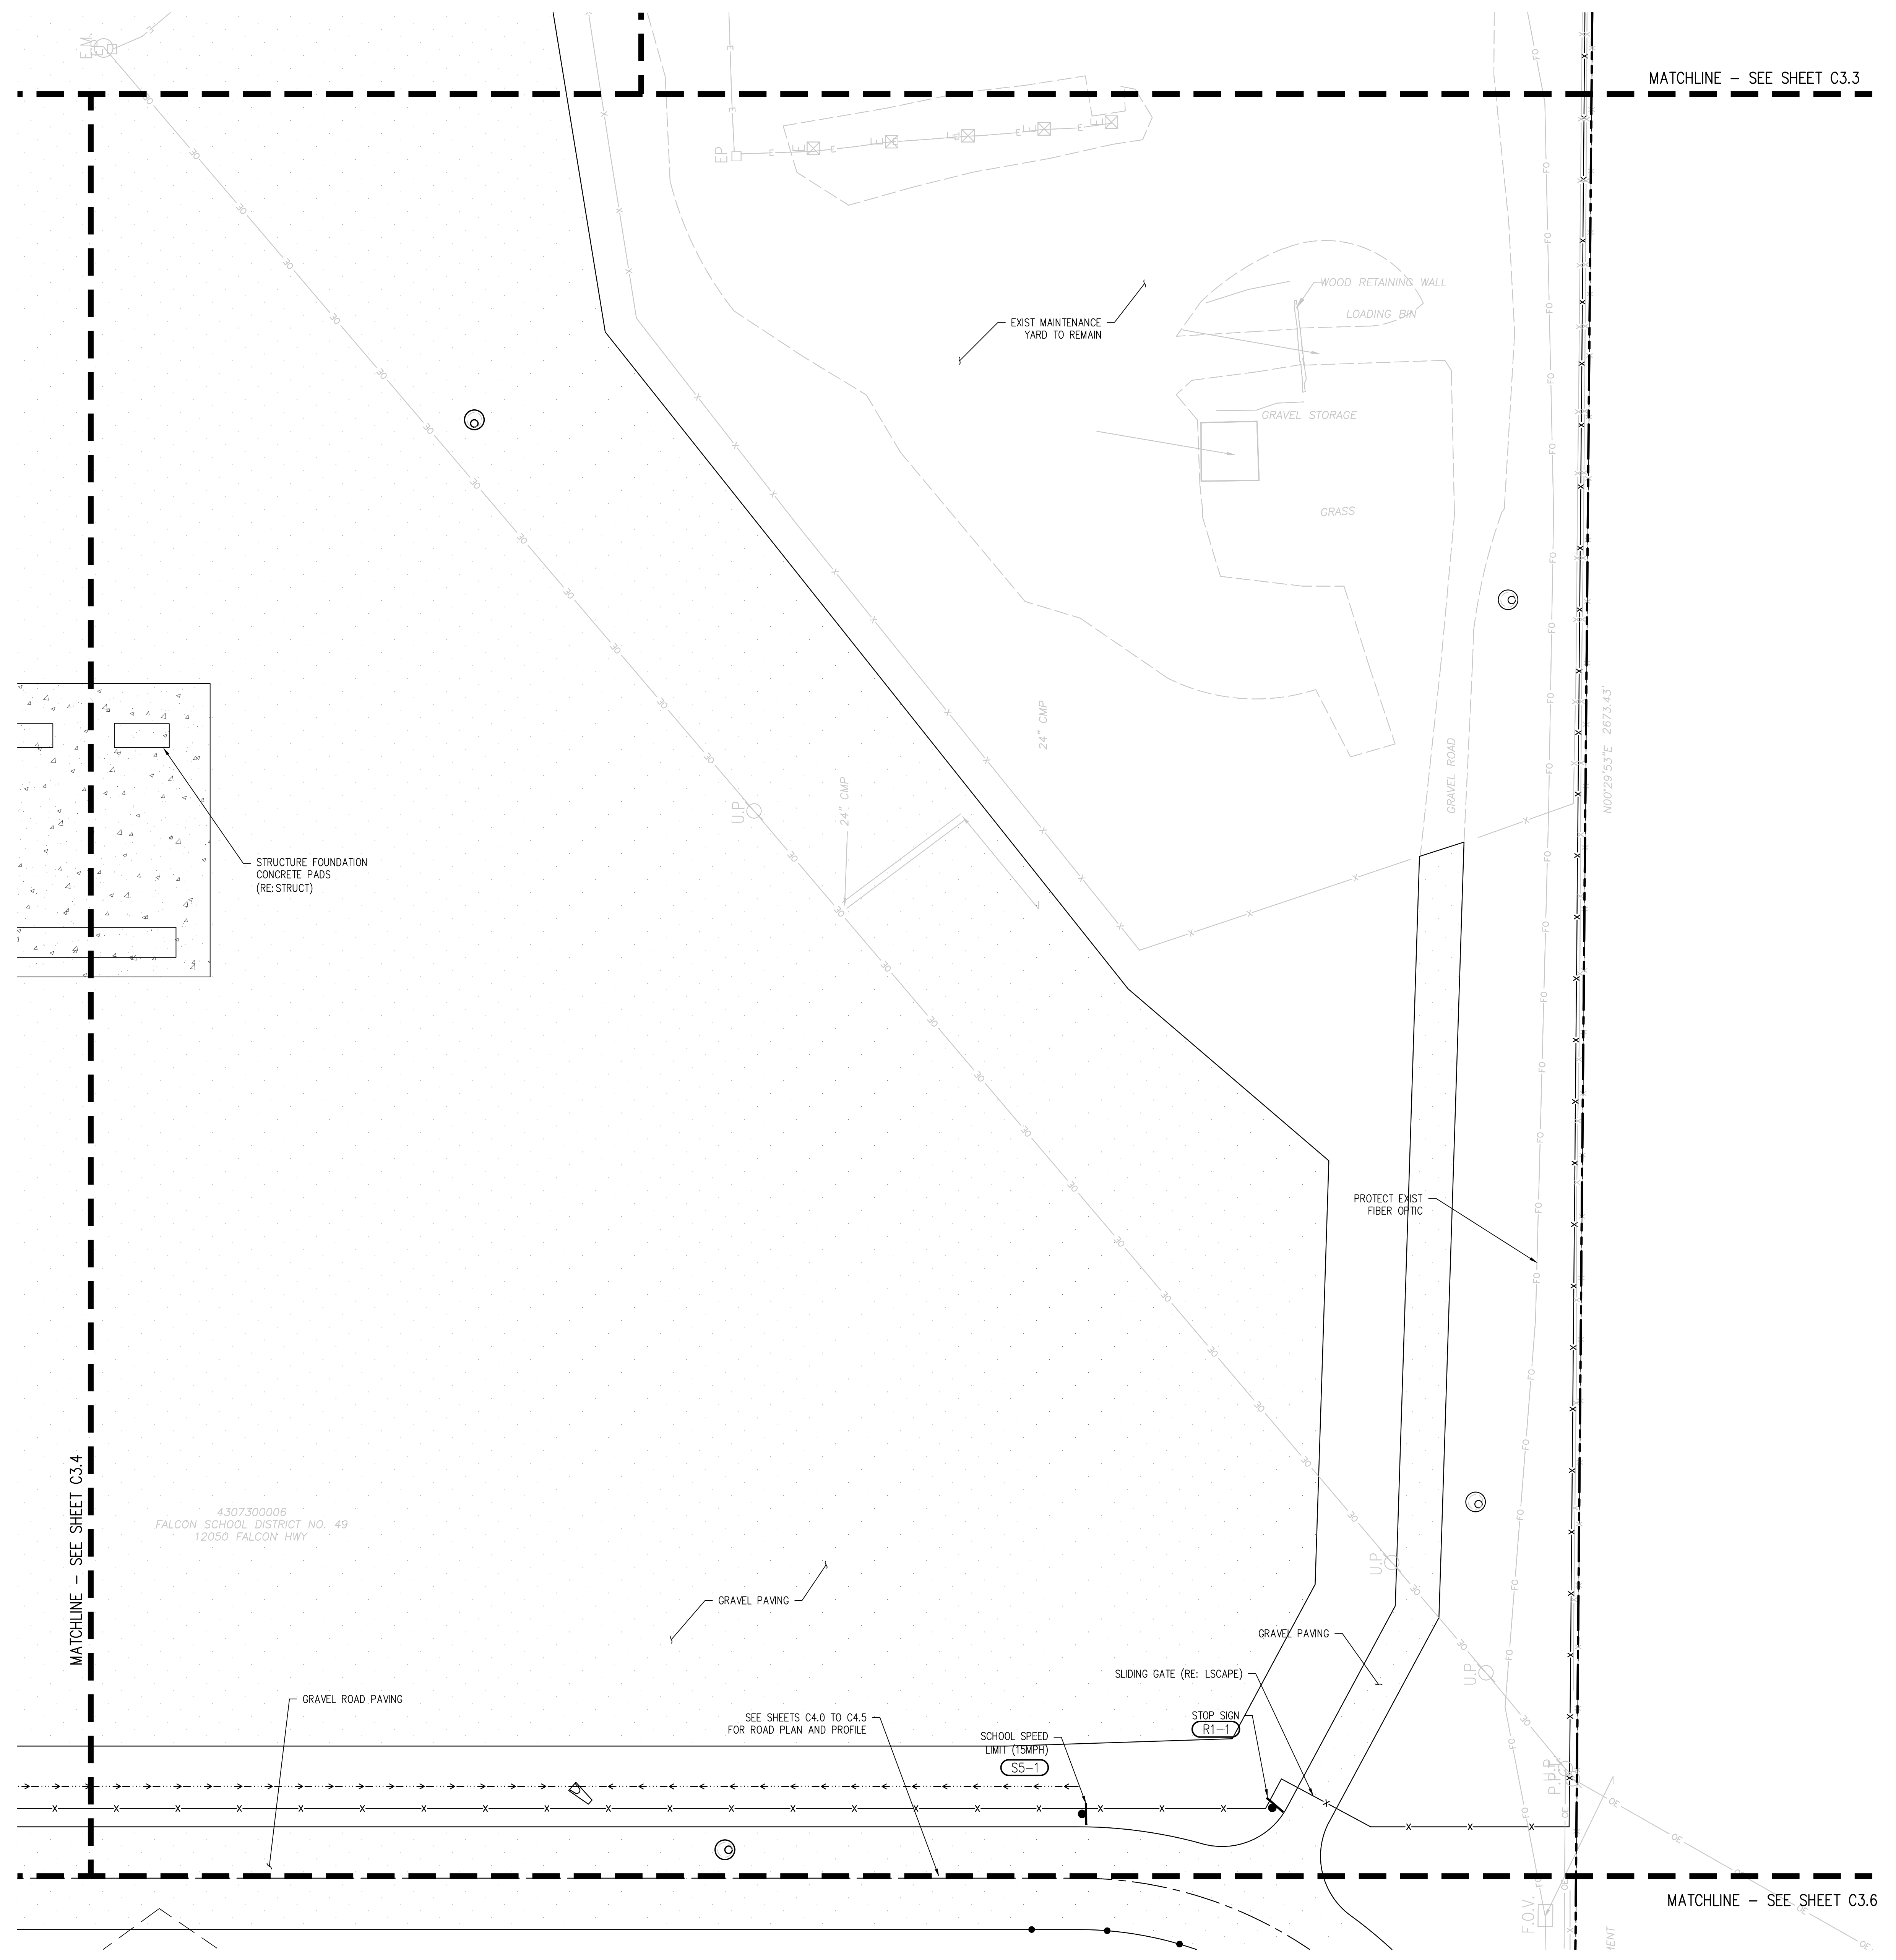 MATCHLINE - SEE SHEET C3.3
E.M.
EP
WOOD RETAINING WALL
LOADING BIN
EXIST MAINTENANCE
YARD TO REMAIN
GRAVEL STORAGE
GRASS
24" CMP
24" CMP
GRAVEL ROAD
N00°29'53"E 2673.43'
U.P.
STRUCTURE FOUNDATION
CONCRETE PADS
(RE:STRUCT)
PROTECT EXIST
FIBER OPTIC
MATCHLINE - SEE SHEET C3.4
4307300006
FALCON SCHOOL DISTRICT NO. 49
12050 FALCON HWY
U.P.
GRAVEL PAVING
GRAVEL PAVING
U.P.
SLIDING GATE (RE: LSCAPE)
GRAVEL ROAD PAVING
SEE SHEETS C4.0 TO C4.5
FOR ROAD PLAN AND PROFILE
STOP SIGN
R1-1
SCHOOL SPEED
LIMIT (15MPH)
S5-1
MATCHLINE - SEE SHEET C3.6
F.O.V.